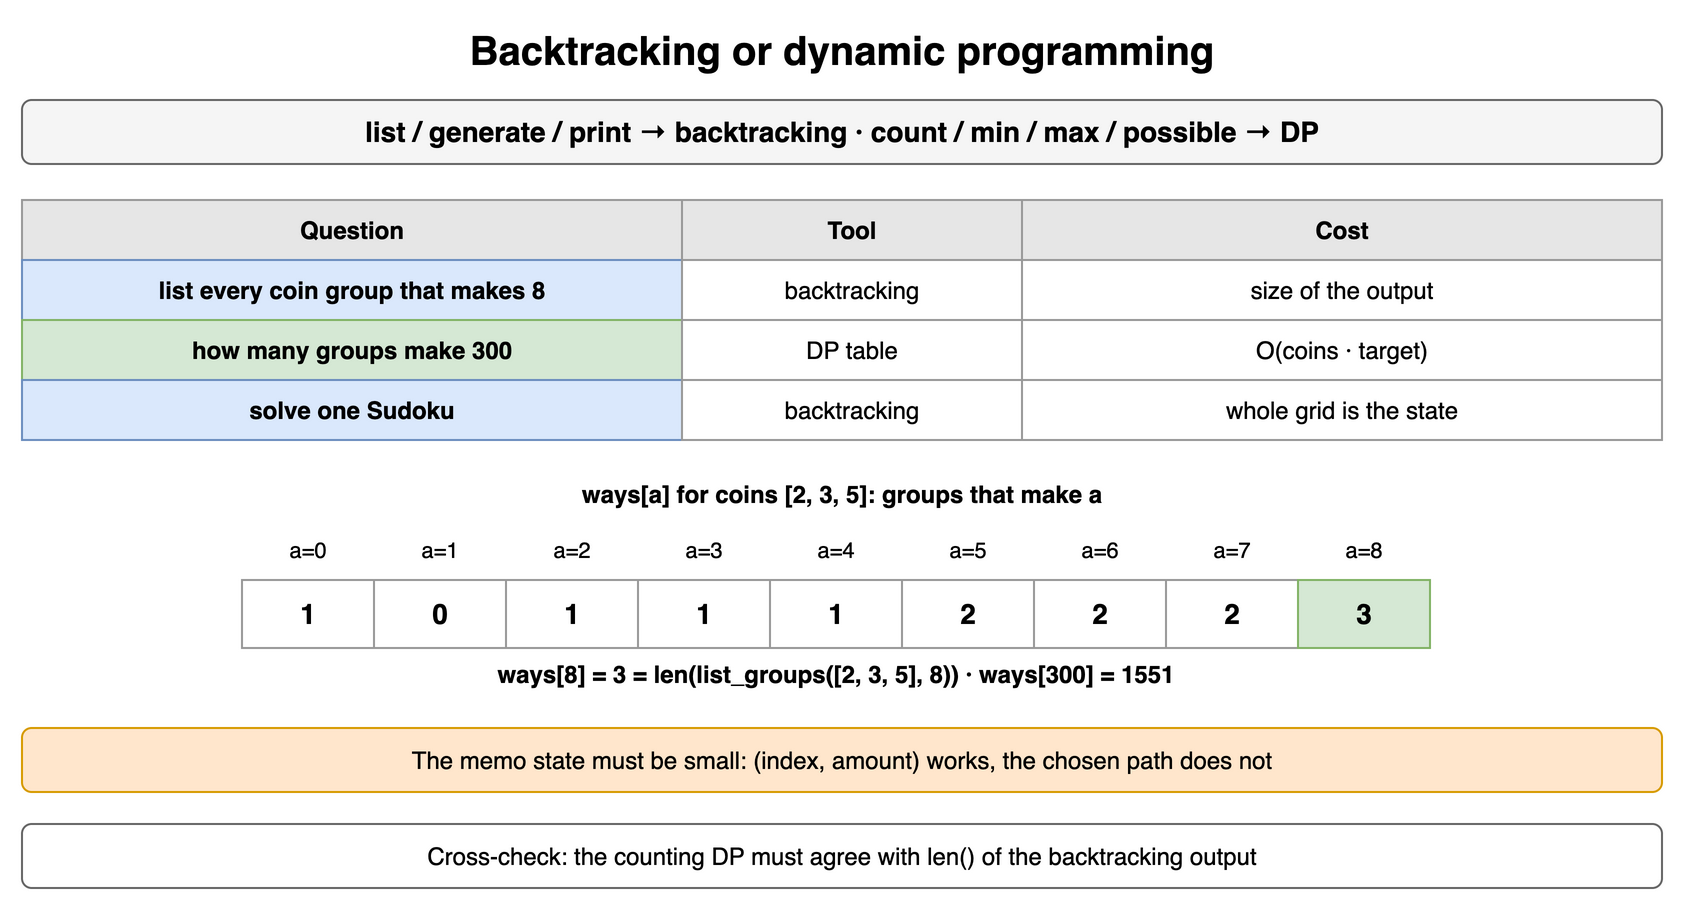 Backtracking or dynamic programming
list / generate / print → backtracking · count / min / max / possible → DP
Question Tool Cost
list every coin group that makes 8 backtracking size of the output
how many groups make 300 DP table O(coins · target)
solve one Sudoku backtracking whole grid is the state
ways[a] for coins [2, 3, 5]: groups that make a
a=0 a=1 a=2 a=3 a=4 a=5 a=6 a=7 a=8
1 0 1 1 1 2 2 2 3
ways[8] = 3 = len(list_groups([2, 3, 5], 8)) · ways[300] = 1551
The memo state must be small: (index, amount) works, the chosen path does not
Cross-check: the counting DP must agree with len() of the backtracking output